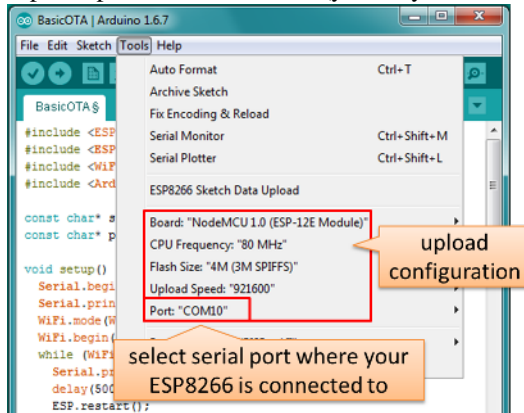 BasicOTA | Arduino 1.6.7
File Edit Sketch Tools Help
Auto Format Ctrl+T
Archive Sketch
Fix Encoding & Reload
Serial Monitor Ctrl+Shift+M
Serial Plotter Ctrl+Shift+L
ESP8266 Sketch Data Upload
Board: "NodeMCU 1.0 (ESP-12E Module)"
CPU Frequency: "80 MHz"
Flash Size: "4M (3M SPIFFS)"
Upload Speed: "921600"
Port: "COM10"
upload
configuration
select serial port where your
ESP8266 is connected to
BasicOTA §
#include <ESP
#include <ESP
#include <WiF
#include <Ard
const char* s
const char* p
void setup()
Serial.begi
Serial.prin
WiFi.mode(W
WiFi.begin(
while (WiFi
Serial.pr
delay(500
ESP.restart();